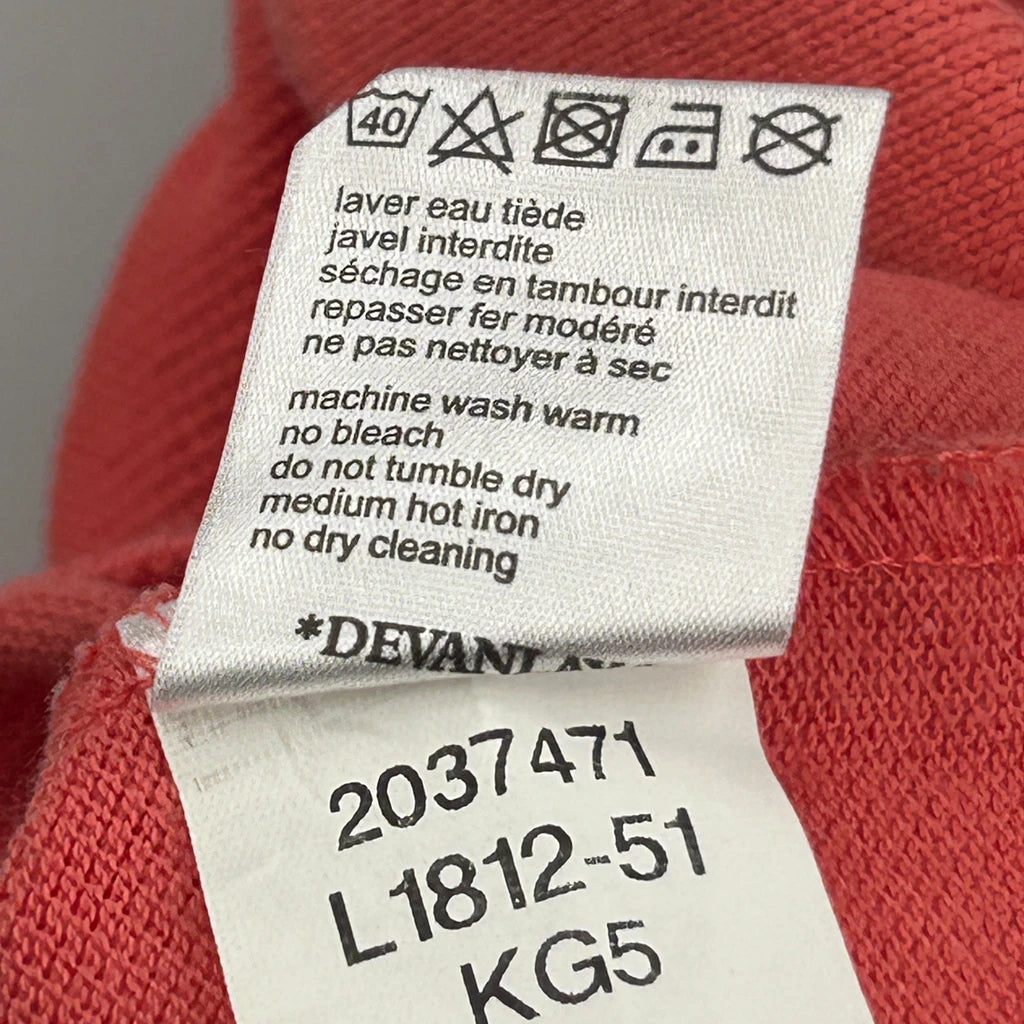 40
laver eau tiède
javel interdite
séchage en tambour interdit
repasser fer modéré
ne pas nettoyer à sec
machine wash warm
no bleach
do not tumble dry
medium hot iron
no dry cleaning
2037471
L1812-51
KG5